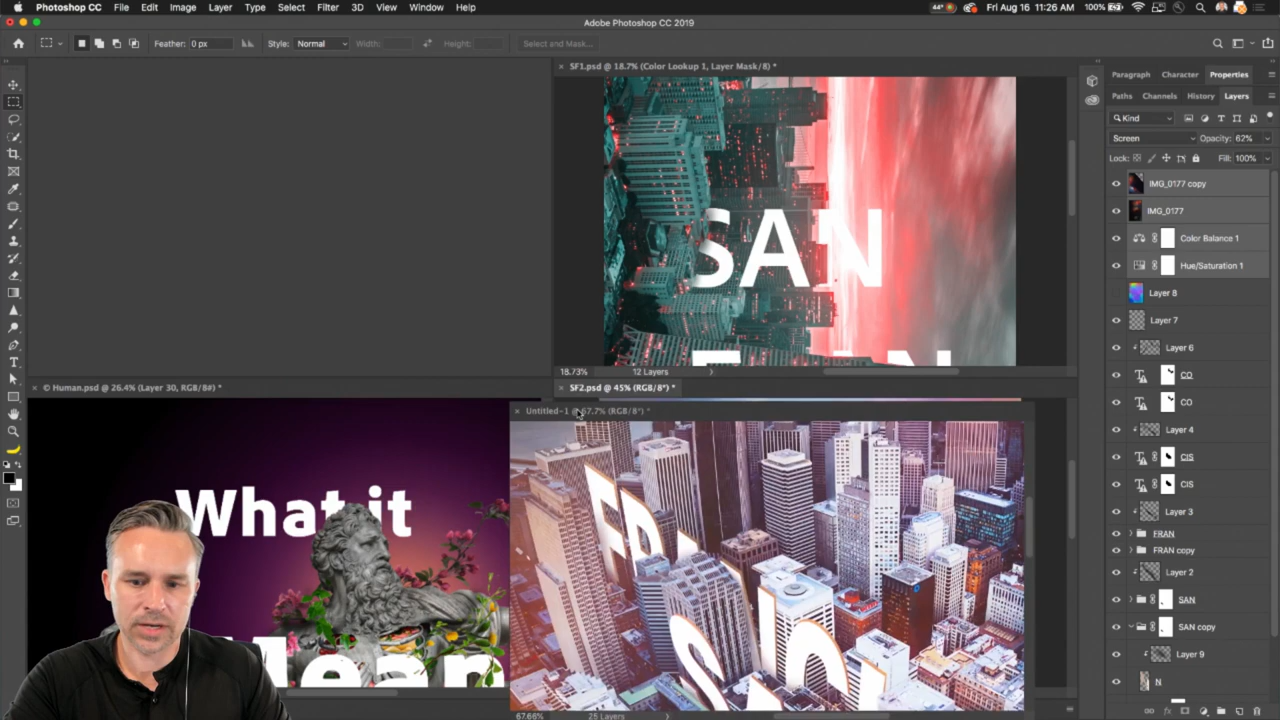 Photoshop CC File Edit Image Layer Type Select Filter 3D View Window Help
44° Fri Aug 16 11:26 AM 100%
Adobe Photoshop CC 2019
Feather: 0 px Style: Normal Width: Height: Select and Mask...
SF1.psd @ 18.7% (Color Lookup 1, Layer Mask/8) *
Paragraph Character Properties
Paths Channels History Layers
Kind
Screen Opacity: 62%
Lock: Fill: 100%
IMG_0177 copy
IMG_0177
Color Balance 1
Hue/Saturation 1
Layer 8
Layer 7
Layer 6
CO
CO
Layer 4
CIS
CIS
Layer 3
FRAN
FRAN copy
Layer 2
SAN
SAN copy
Layer 9
N
SAN
18.73% 12 Layers
© Human.psd @ 26.4% (Layer 30, RGB/8#) *
SF2.psd @ 45% (RGB/8*) *
Untitled-1 @ 67.7% (RGB/8*) *
What it
Mean
67.66% 25 Layers